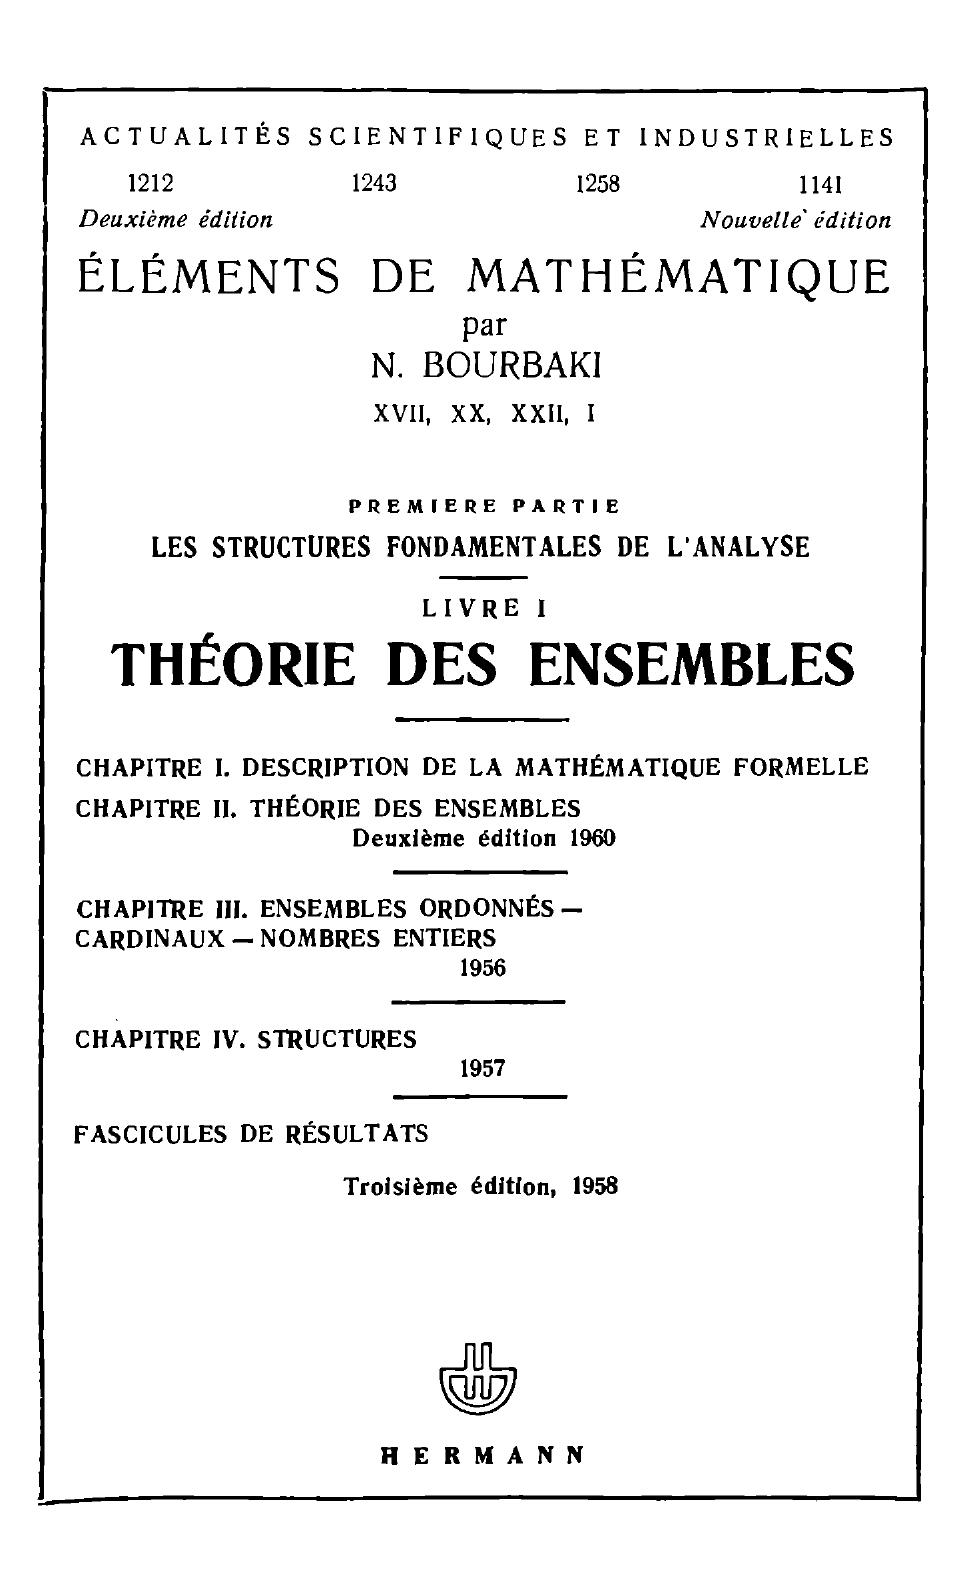 ACTUALITÉS SCIENTIFIQUES ET INDUSTRIELLES
1212 1243 1258 1141
Deuxième édition Nouvelle édition
ÉLÉMENTS DE MATHÉMATIQUE
par
N. BOURBAKI
XVII, XX, XXII, I
PREMIERE PARTIE
LES STRUCTURES FONDAMENTALES DE L'ANALYSE
LIVRE I
THÉORIE DES ENSEMBLES
CHAPITRE I. DESCRIPTION DE LA MATHÉMATIQUE FORMELLE
CHAPITRE II. THÉORIE DES ENSEMBLES
Deuxième édition 1960
CHAPITRE III. ENSEMBLES ORDONNÉS —
CARDINAUX — NOMBRES ENTIERS
1956
CHAPITRE IV. STRUCTURES
1957
FASCICULES DE RÉSULTATS
Troisième édition, 1958
HERMANN